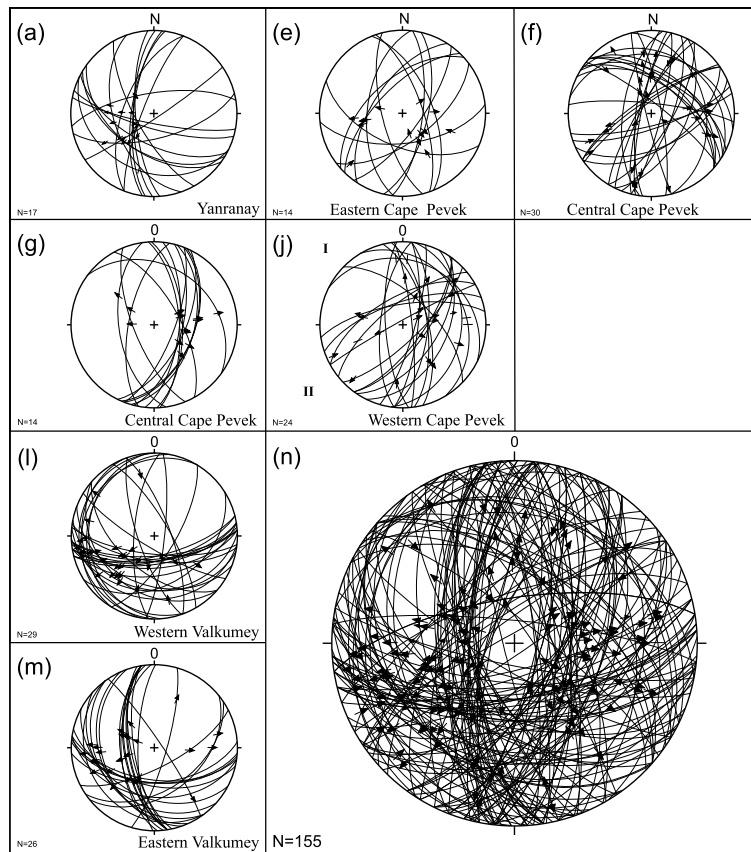 (a)
N
N=17
Yanranay
(e)
N
N=14
Eastern Cape Pevek
(f)
N
N=30
Central Cape Pevek
(g)
0
N=14
Central Cape Pevek
(j)
0
I
II
N=24
Western Cape Pevek
(l)
0
N=29
Western Valkumey
(m)
0
N=26
Eastern Valkumey
(n)
0
N=155